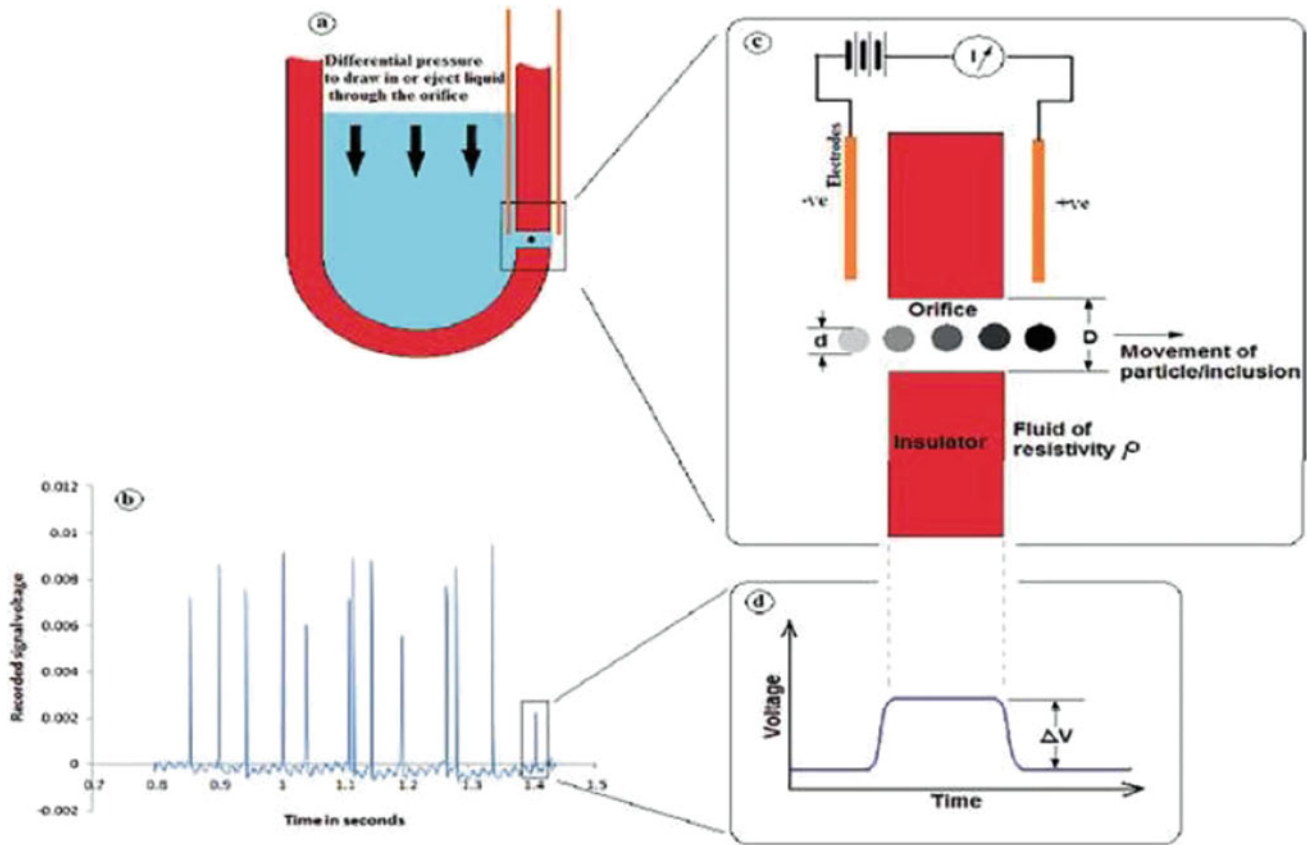 a
Differential pressure
to draw in or eject liquid
through the orifice
c
I
Electrodes
-ve
+ve
Orifice
d
D
Movement of
particle/inclusion
Insulator
Fluid of
resistivity ρ
b
0.012
0.01
0.008
0.006
0.004
0.002
0
-0.002
0.7
0.8
0.9
1
1.1
1.2
1.3
1.4
1.5
Recorded signal voltage
Time in seconds
d
Voltage
ΔV
Time